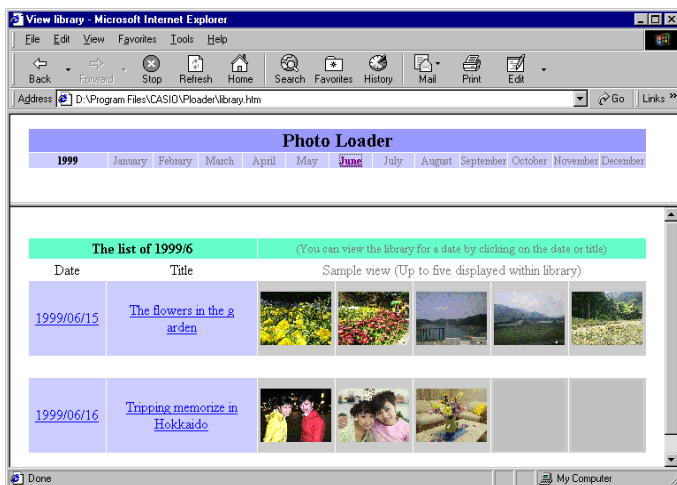 View library - Microsoft Internet Explorer
File Edit View Favorites Tools Help
Back Forward Stop Refresh Home Search Favorites History Mail Print Edit
Address D:\Program Files\CASIO\Ploader\library.htm Go Links »
Photo Loader
1999 January Febrary March April May June July August September October November December
The list of 1999/6 (You can view the library for a date by clicking on the date or title)
Date Title Sample view (Up to five displayed within library)
1999/06/15 The flowers in the g
arden
1999/06/16 Tripping memorize in
Hokkaido
Done My Computer